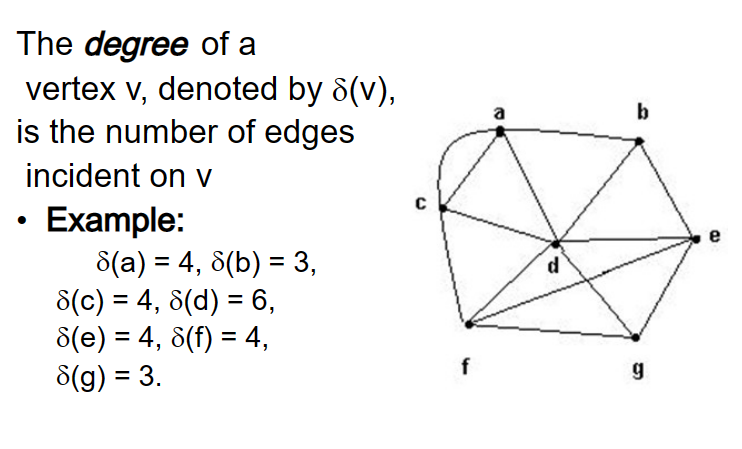 The degree of a
vertex v, denoted by δ(v),
is the number of edges
incident on v
• Example:
δ(a) = 4, δ(b) = 3,
δ(c) = 4, δ(d) = 6,
δ(e) = 4, δ(f) = 4,
δ(g) = 3.
a
b
c
e
d
f
g